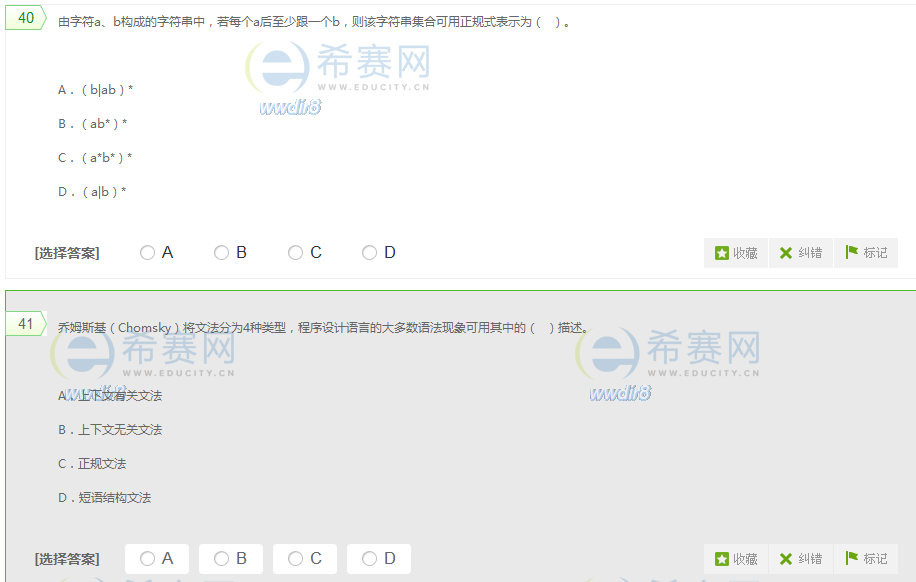 40
由字符a、b构成的字符串中，若每个a后至少跟一个b，则该字符串集合可用正规式表示为（ ）。
希赛网
WWW.EDUCITY.CN
wwdir8
A．（b|ab）*
B．（ab*）*
C．（a*b*）*
D．（a|b）*
[选择答案] A B C D 收藏 纠错 标记
41
乔姆斯基（Chomsky）将文法分为4种类型，程序设计语言的大多数语法现象可用其中的（ ）描述。
希赛网 希赛网
WWW.EDUCITY.CN WWW.EDUCITY.CN
wwdir8 wwdir8
A．上下文有关文法
B．上下文无关文法
C．正规文法
D．短语结构文法
[选择答案] A B C D 收藏 纠错 标记